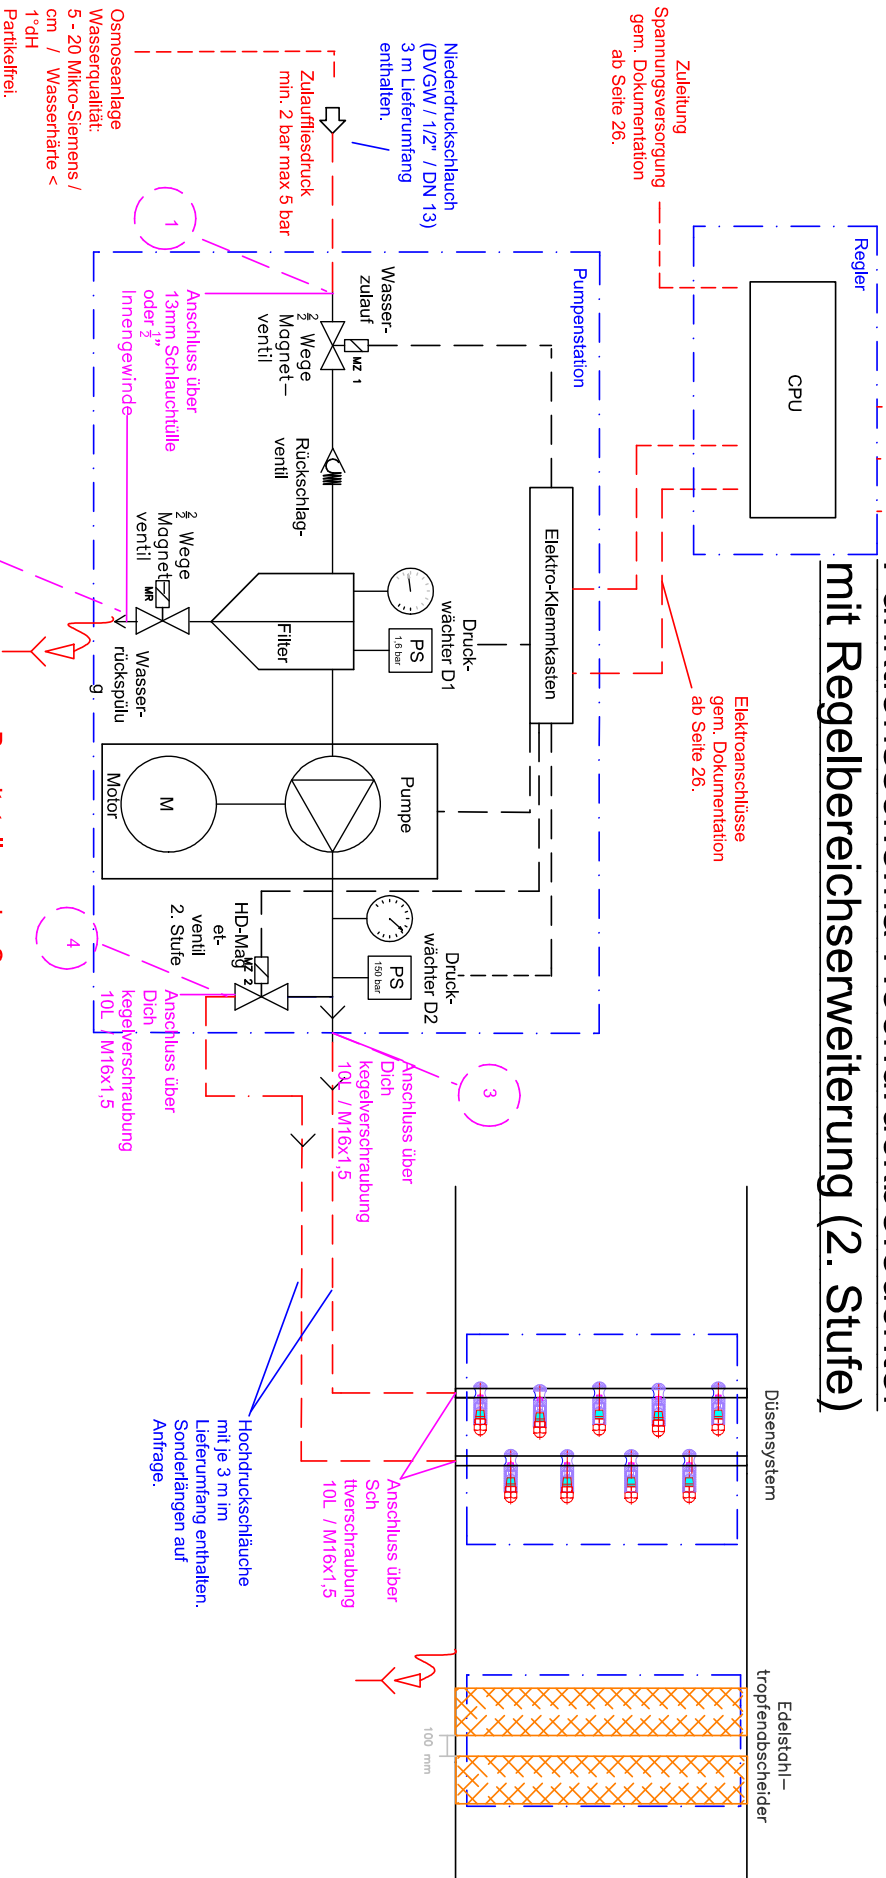 mit Regelbereichserweiterung (2. Stufe)
Regler
CPU
Zuleitung
Spannungsversorgung
gem. Dokumentation
ab Seite 26.
Elektroanschlüsse
gem. Dokumentation
ab Seite 26.
Niederdruckschlauch
(DVGW / 1/2" / DN 13)
3 m Lieferumfang
enthalten.
Zulauffliesdruck
min. 2 bar max 5 bar
Osmoseanlage
Wasserqualität:
5 - 20 Mikro-Siemens /
cm / Wasserhärte <
1°dH
Partikelfrei.
Pumpenstation
Elektro-Klemmkasten
Wasser-
zulauf
MZ 1
2/2 Wege
Magnet-
ventil
1
Anschluss über
13mm Schlauchtülle
oder 1/2"
Innengewinde
Rückschlag-
ventil
2/2 Wege
Magnet
ventil
MR
Filter
Wasser-
rückspülu
g
Druck-
wächter D1
PS
1,6 bar
Pumpe
M
Motor
Druck-
wächter D2
PS
150 bar
HD-Mag
et-
ventil
2. Stufe
MZ 2
4
Anschluss über
Dich
kegelverschraubung
10L / M16x1,5
3
Anschluss über
Dich
kegelverschraubung
10L / M16x1,5
Hochdruckschläuche
mit je 3 m im
Lieferumfang enthalten.
Sonderlängen auf
Anfrage.
Anschluss über
Sch
ttverschraubung
10L / M16x1,5
Düsensystem
Edelstahl-
tropfenabscheider
100 mm